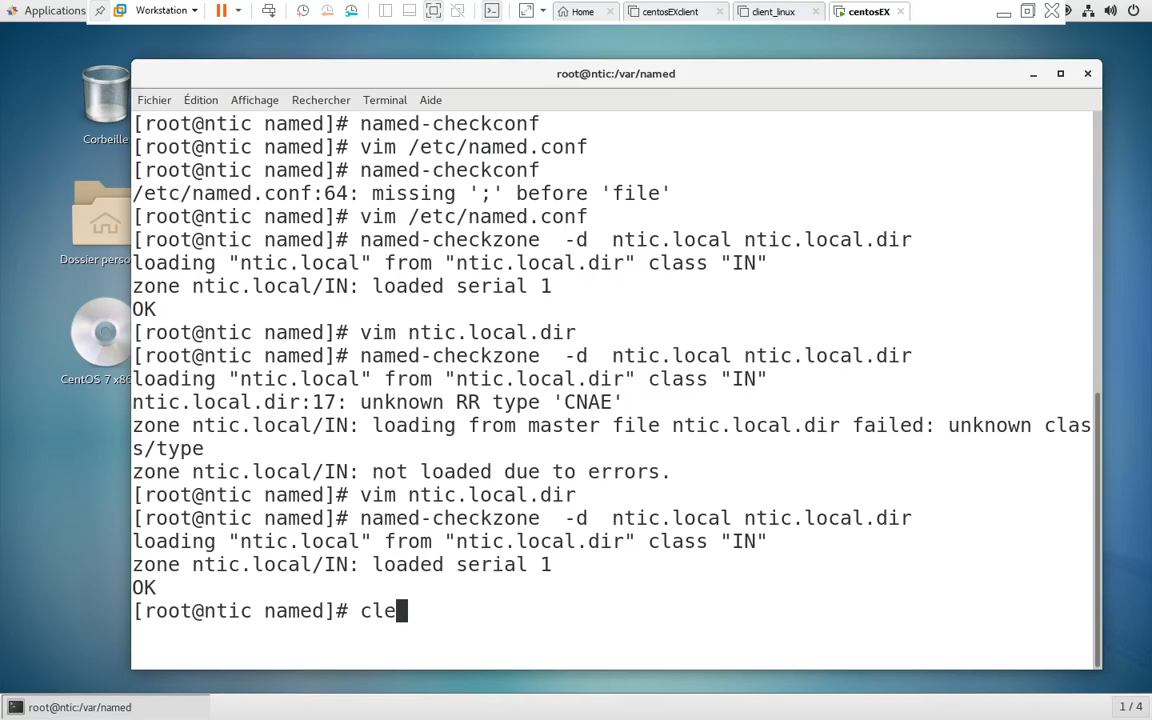 Applications Workstation Home centosEXclient client_linux centosEX
root@ntic:/var/named
Fichier Édition Affichage Rechercher Terminal Aide
Corbeille
Dossier perso
CentOS 7 x86
[root@ntic named]# named-checkconf
[root@ntic named]# vim /etc/named.conf
[root@ntic named]# named-checkconf
/etc/named.conf:64: missing ';' before 'file'
[root@ntic named]# vim /etc/named.conf
[root@ntic named]# named-checkzone  -d  ntic.local ntic.local.dir
loading "ntic.local" from "ntic.local.dir" class "IN"
zone ntic.local/IN: loaded serial 1
OK
[root@ntic named]# vim ntic.local.dir
[root@ntic named]# named-checkzone  -d  ntic.local ntic.local.dir
loading "ntic.local" from "ntic.local.dir" class "IN"
ntic.local.dir:17: unknown RR type 'CNAE'
zone ntic.local/IN: loading from master file ntic.local.dir failed: unknown clas
s/type
zone ntic.local/IN: not loaded due to errors.
[root@ntic named]# vim ntic.local.dir
[root@ntic named]# named-checkzone  -d  ntic.local ntic.local.dir
loading "ntic.local" from "ntic.local.dir" class "IN"
zone ntic.local/IN: loaded serial 1
OK
[root@ntic named]# cle
root@ntic:/var/named
1 / 4